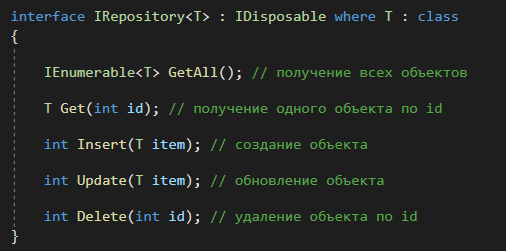 interface IRepository<T> : IDisposable where T : class
{
IEnumerable<T> GetAll(); // получение всех объектов
T Get(int id); // получение одного объекта по id
int Insert(T item); // создание объекта
int Update(T item); // обновление объекта
int Delete(int id); // удаление объекта по id
}